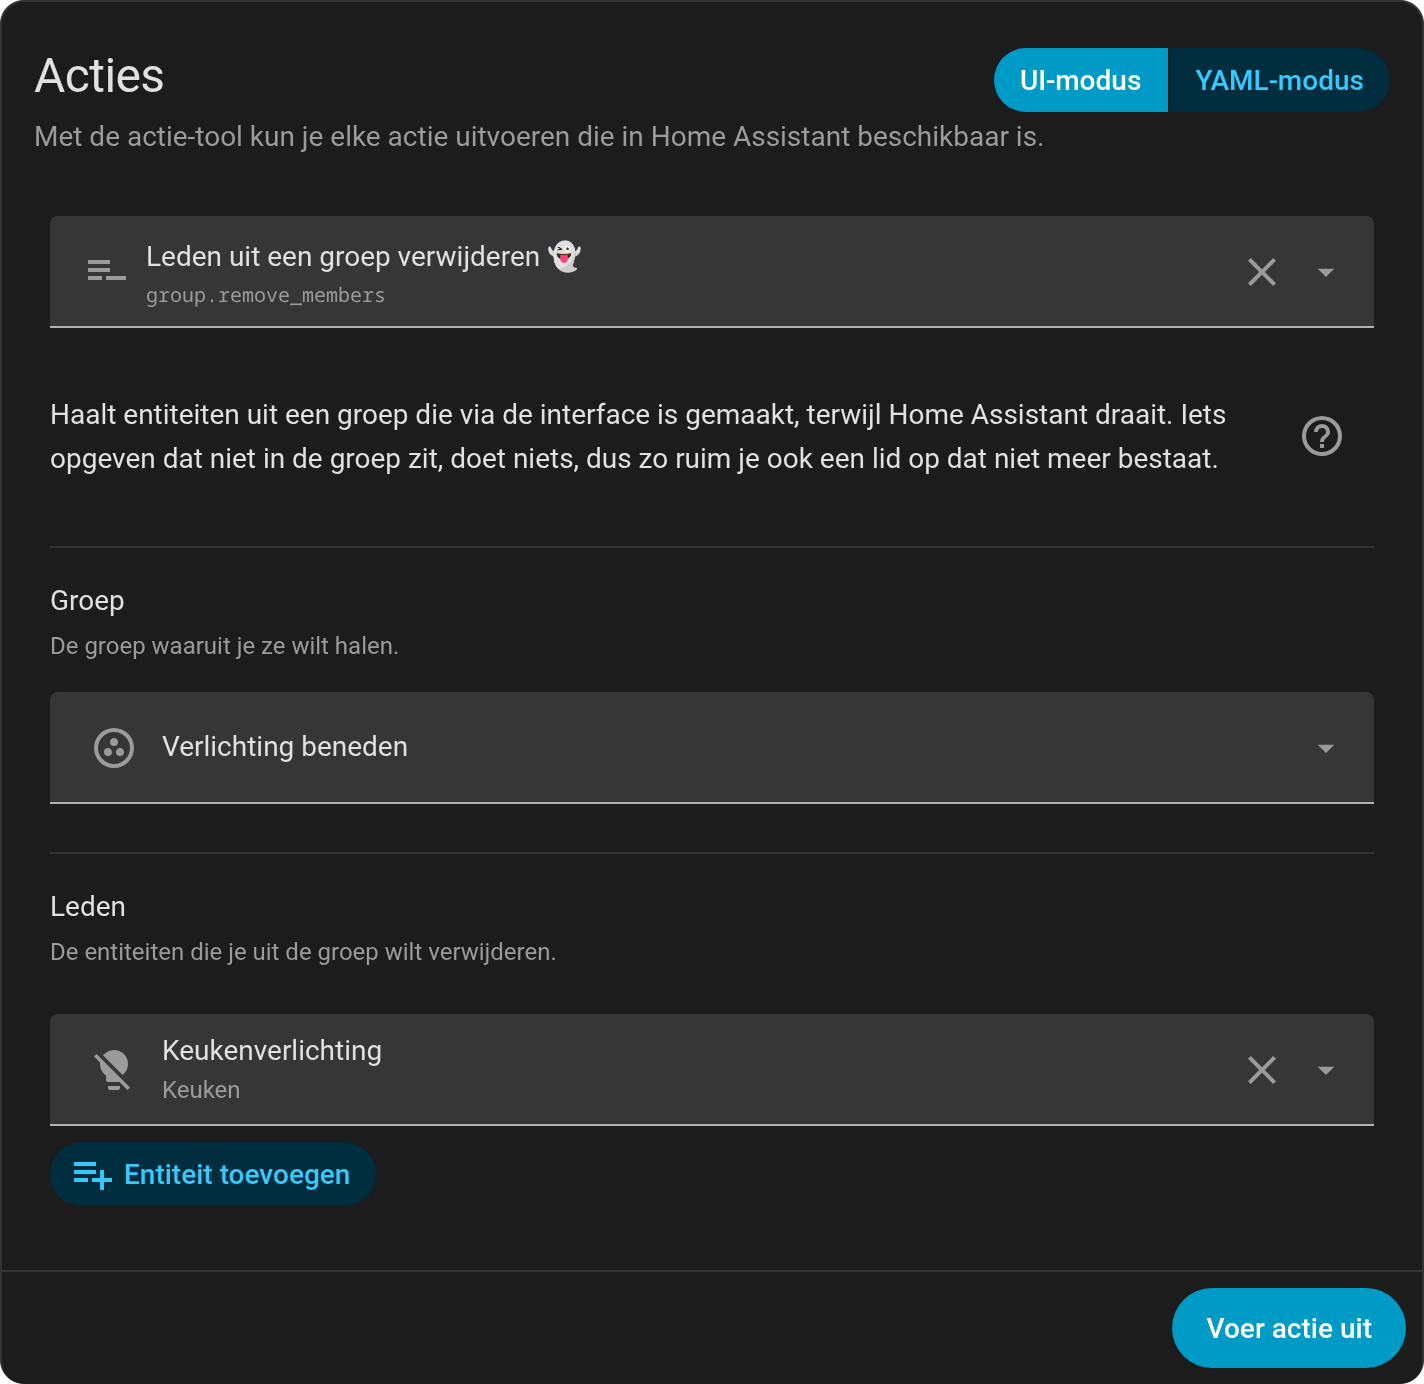 Acties
UI-modus
YAML-modus
Met de actie-tool kun je elke actie uitvoeren die in Home Assistant beschikbaar is.
Leden uit een groep verwijderen 👻
group.remove_members
Haalt entiteiten uit een groep die via de interface is gemaakt, terwijl Home Assistant draait. Iets
opgeven dat niet in de groep zit, doet niets, dus zo ruim je ook een lid op dat niet meer bestaat.
Groep
De groep waaruit je ze wilt halen.
Verlichting beneden
Leden
De entiteiten die je uit de groep wilt verwijderen.
Keukenverlichting
Keuken
Entiteit toevoegen
Voer actie uit